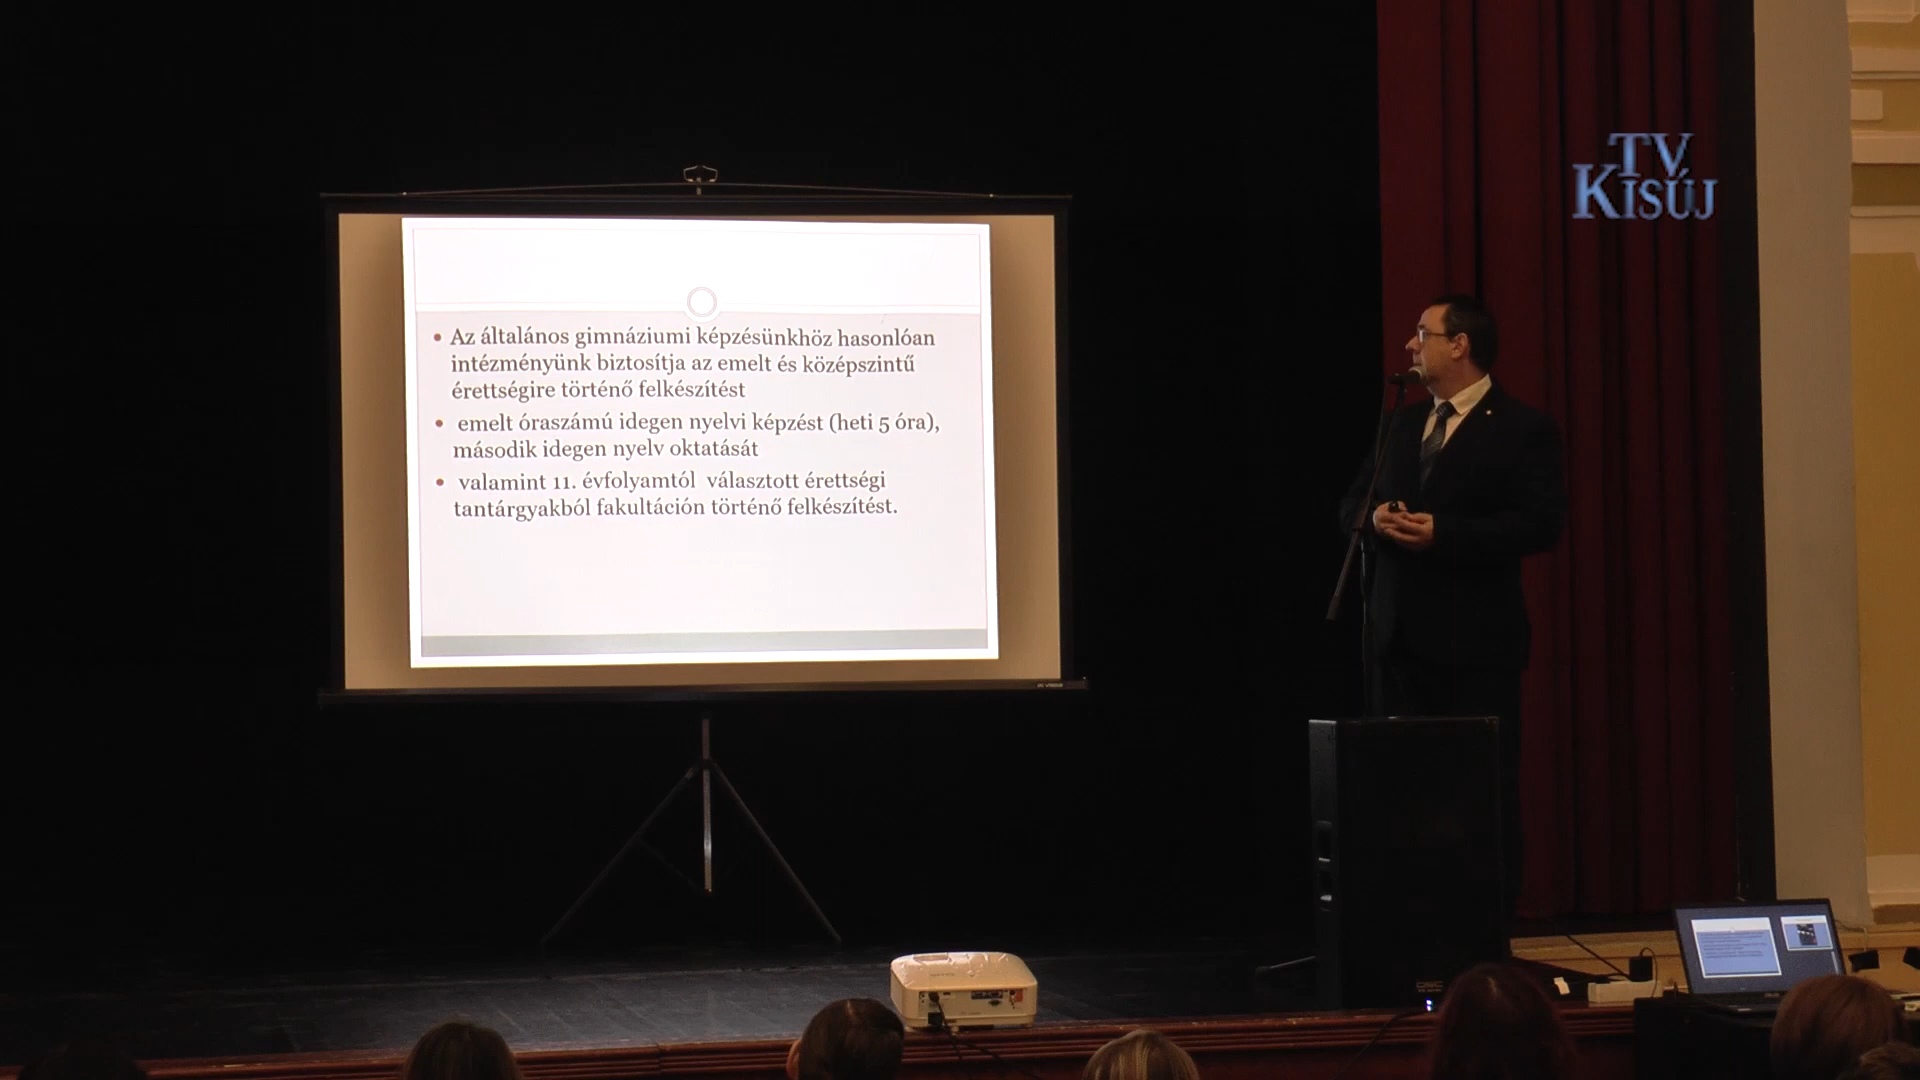 TV
KISÚJ
• Az általános gimnáziumi képzésünkhöz hasonlóan
intézményünk biztosítja az emelt és középszintű
érettségire történő felkészítést
• emelt óraszámú idegen nyelvi képzést (heti 5 óra),
második idegen nyelv oktatását
• valamint 11. évfolyamtól választott érettségi
tantárgyakból fakultáción történő felkészítést.
QSC